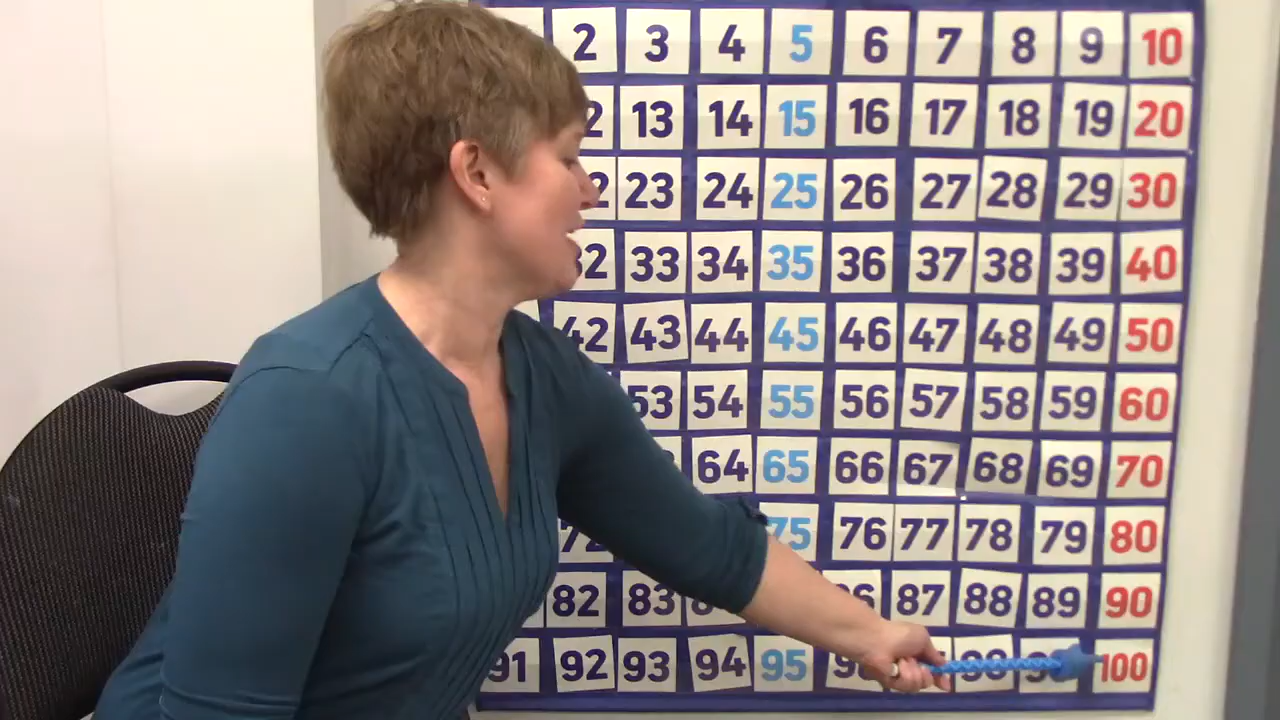 2 3 4 5 6 7 8 9 10
13 14 15 16 17 18 19 20
23 24 25 26 27 28 29 30
33 34 35 36 37 38 39 40
42 43 44 45 46 47 48 49 50
53 54 55 56 57 58 59 60
64 65 66 67 68 69 70
75 76 77 78 79 80
82 83 87 88 89 90
91 92 93 94 95 100